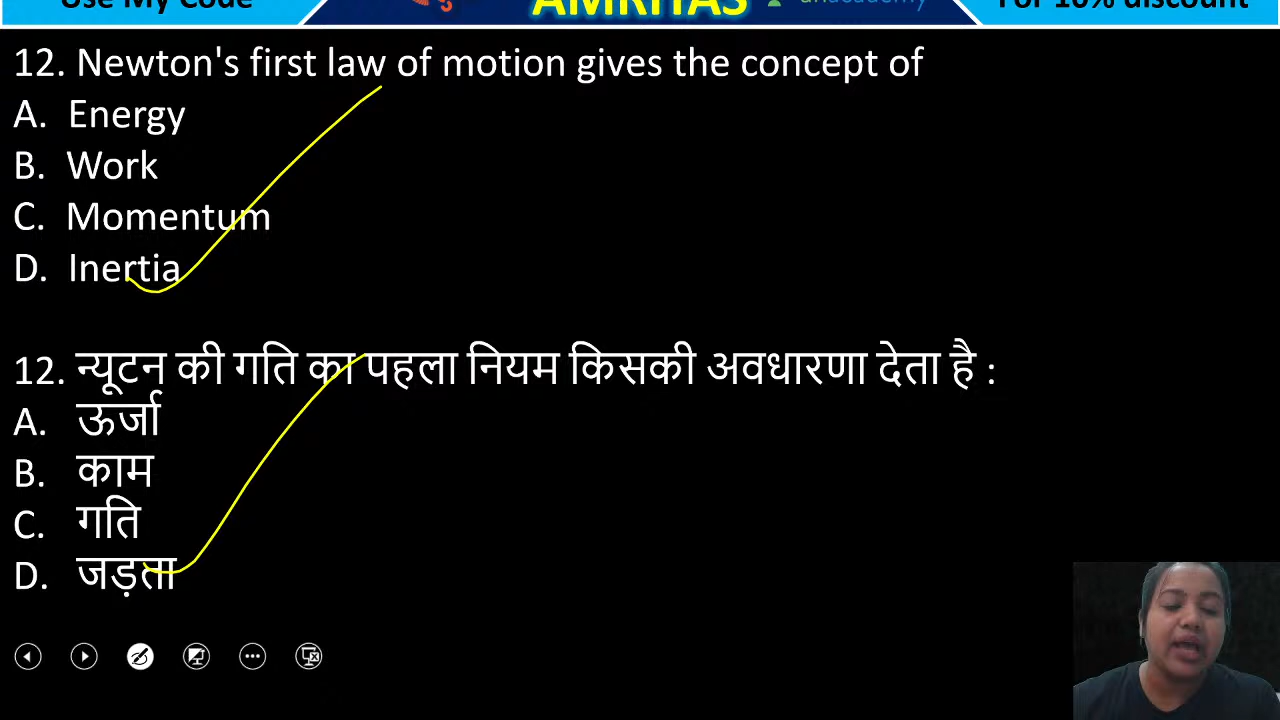 Use My Code
AMRITAS
For 10% discount
12. Newton's first law of motion gives the concept of
A. Energy
B. Work
C. Momentum
D. Inertia
12. न्यूटन की गति का पहला नियम किसकी अवधारणा देता है :
A. ऊर्जा
B. काम
C. गति
D. जड़ता